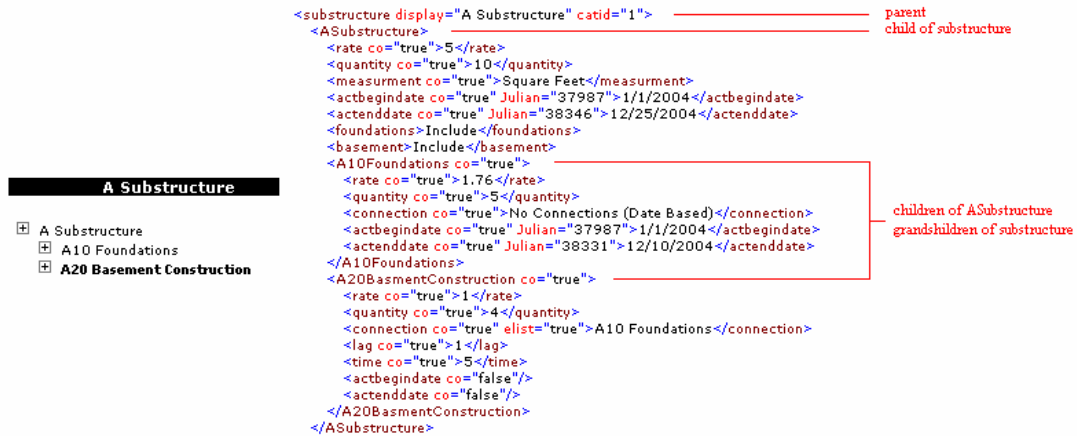 A Substructure
A Substructure
A10 Foundations
A20 Basement Construction
<substructure display="A Substructure" catid="1">
<ASubstructure>
<rate co="true">5</rate>
<quantity co="true">10</quantity>
<measurment co="true">Square Feet</measurment>
<actbegindate co="true" Julian="37987">1/1/2004</actbegindate>
<actenddate co="true" Julian="38346">12/25/2004</actenddate>
<foundations>Include</foundations>
<basement>Include</basement>
<A10Foundations co="true">
<rate co="true">1.76</rate>
<quantity co="true">5</quantity>
<connection co="true">No Connections (Date Based)</connection>
<actbegindate co="true" Julian="37987">1/1/2004</actbegindate>
<actenddate co="true" Julian="38331">12/10/2004</actenddate>
</A10Foundations>
<A20BasmentConstruction co="true">
<rate co="true">1</rate>
<quantity co="true">4</quantity>
<connection co="true" elist="true">A10 Foundations</connection>
<lag co="true">1</lag>
<time co="true">5</time>
<actbegindate co="false"/>
<actenddate co="false"/>
</A20BasmentConstruction>
</ASubstructure>
parent
child of substructure
children of ASubstructure
grandshildren of substructure